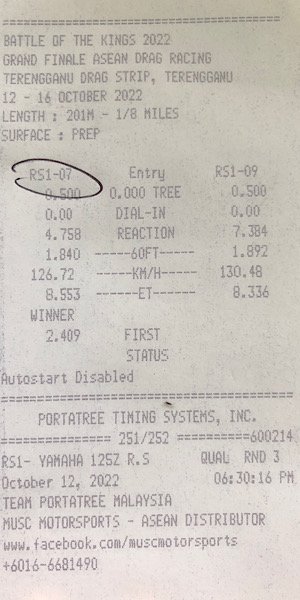 ==============================
BATTLE OF THE KINGS 2022
GRAND FINALE ASEAN DRAG RACING
TERENGGANU DRAG STRIP, TERENGGANU
12 - 16 OCTOBER 2022
LENGTH : 201M - 1/8 MILES
SURFACE : PREP
RS1-07 Entry RS1-09
0.500 0.000 TREE 0.500
0.00 DIAL-IN 0.00
4.758 REACTION 7.384
1.840 -----60FT----- 1.892
126.72 ------KM/H----- 130.48
8.553 ------ET------ 8.336
WINNER
2.409 FIRST
STATUS
Autostart Disabled
==============================
PORTATREE TIMING SYSTEMS, INC.
============== 251/252 ==========600214
RS1- YAMAHA 125Z R.S QUAL RND 3
October 12, 2022 06:30:16 PM
TEAM PORTATREE MALAYSIA
MUSC MOTORSPORTS - ASEAN DISTRIBUTOR
www.facebook.com/muscmotorsports
+6016-6681490